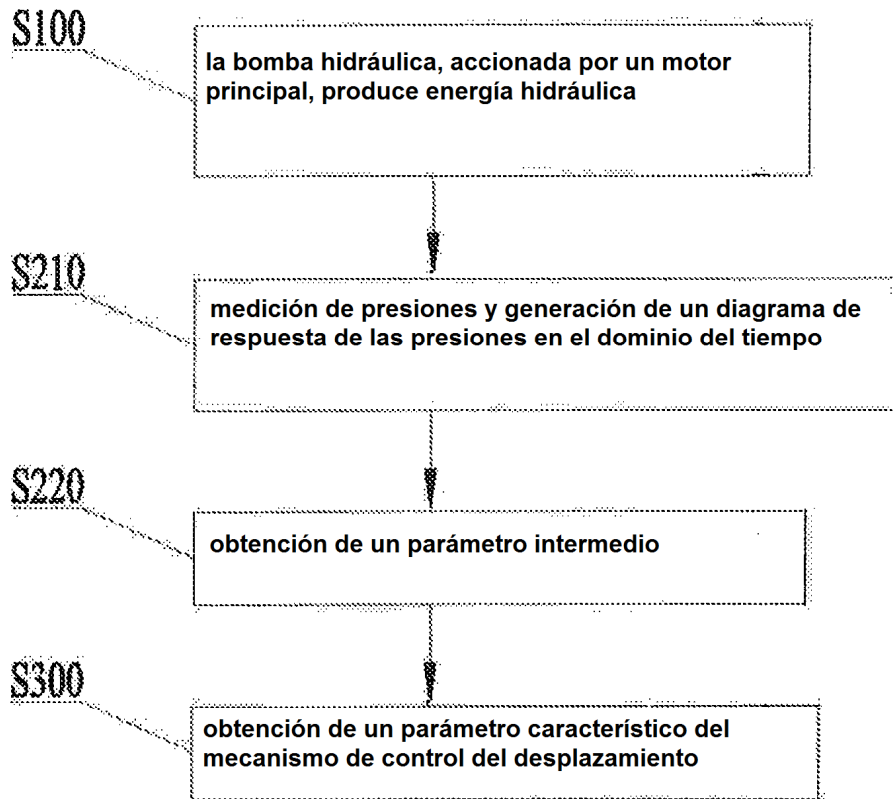 S100
la bomba hidráulica, accionada por un motor
principal, produce energía hidráulica
S210
medición de presiones y generación de un diagrama de
respuesta de las presiones en el dominio del tiempo
S220
obtención de un parámetro intermedio
S300
obtención de un parámetro característico del
mecanismo de control del desplazamiento